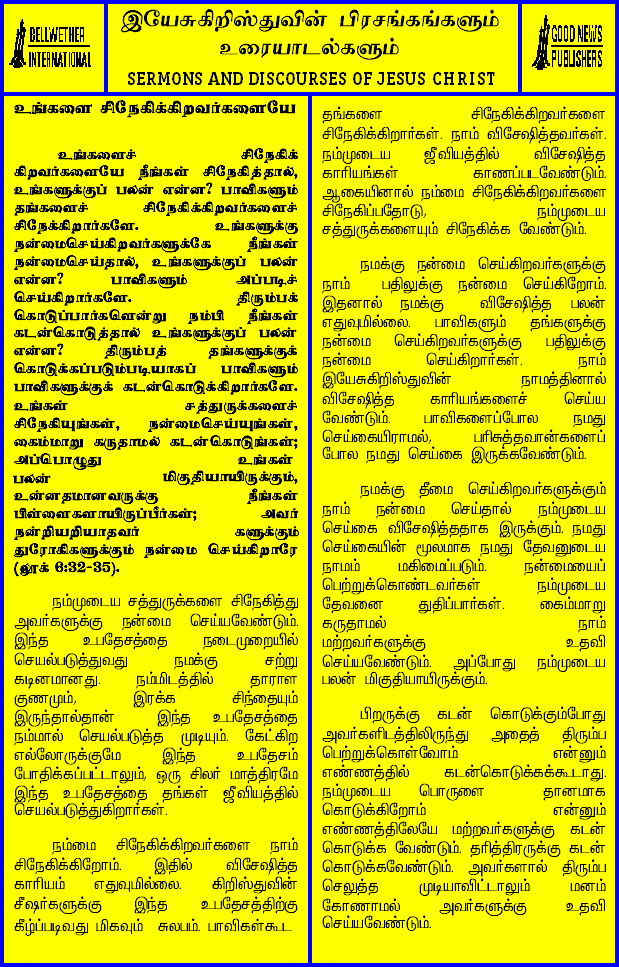 BELLWETHER
INTERNATIONAL
இயேசுகிறிஸ்துவின் பிரசங்கங்களும்
உரையாடல்களும்
SERMONS AND DISCOURSES OF JESUS CHRIST
GOOD NEWS
PUBLISHERS
உங்களை சிநேகிக்கிறவர்களையே
உங்களைச் சிநேகிக்
கிறவர்களையே நீங்கள் சிநேகித்தால்,
உங்களுக்குப் பலன் என்ன? பாவிகளும்
தங்களைச் சிநேகிக்கிறவர்களைச்
சிநேக்கிறார்களே. உங்களுக்கு
நன்மைசெய்கிறவர்களுக்கே நீங்கள்
நன்மைசெய்தால், உங்களுக்குப் பலன்
என்ன? பாவிகளும் அப்படிச்
செய்கிறார்களே. திரும்பக்
கொடுப்பார்களென்று நம்பி நீங்கள்
கடன்கொடுத்தால் உங்களுக்குப் பலன்
என்ன? திரும்பத் தங்களுக்குக்
கொடுக்கப்படும்படியாகப் பாவிகளும்
பாவிகளுக்குக் கடன்கொடுக்கிறார்களே.
உங்கள் சத்துருக்களைச்
சிநேகியுங்கள், நன்மைசெய்யுங்கள்,
கைம்மாறு கருதாமல் கடன்கொடுங்கள்;
அப்பொழுது உங்கள்
பலன் மிகுதியாயிருக்கும்,
உன்னதமானவருக்கு நீங்கள்
பிள்ளைகளாயிருப்பீர்கள்; அவர்
நன்றியறியாதவர் களுக்கும்
துரோகிகளுக்கும் நன்மை செய்கிறாரே
(லூக் 6:32-35).
நம்முடைய சத்துருக்களை சிநேகித்து
அவர்களுக்கு நன்மை செய்யவேண்டும்.
இந்த உபதேசத்தை நடைமுறையில்
செயல்படுத்துவது நமக்கு சற்று
கடினமானது. நம்மிடத்தில் தாராள
குணமும், இரக்க சிந்தையும்
இருந்தால்தான் இந்த உபதேசத்தை
நம்மால் செயல்படுத்த முடியும். கேட்கிற
எல்லோருக்குமே இந்த உபதேசம்
போதிக்கப்பட்டாலும், ஒரு சிலர் மாத்திரமே
இந்த உபதேசத்தை தங்கள் ஜீவியத்தில்
செயல்படுத்துகிறார்கள்.
நம்மை சிநேகிக்கிறவர்களை நாம்
சிநேகிக்கிறோம். இதில் விசேஷித்த
காரியம் எதுவுமில்லை. கிறிஸ்துவின்
சீஷர்களுக்கு இந்த உபதேசத்திற்கு
கீழ்ப்படிவது மிகவும் சுலபம். பாவிகள்கூட
தங்களை சிநேகிக்கிறவர்களை
சிநேகிக்கிறார்கள். நாம் விசேஷித்தவர்கள்.
நம்முடைய ஜீவியத்தில் விசேஷித்த
காரியங்கள் காணப்படவேண்டும்.
ஆகையினால் நம்மை சிநேகிக்கிறவர்களை
சிநேகிப்பதோடு, நம்முடைய
சத்துருக்களையும் சிநேகிக்க வேண்டும்.
நமக்கு நன்மை செய்கிறவர்களுக்கு
நாம் பதிலுக்கு நன்மை செய்கிறோம்.
இதனால் நமக்கு விசேஷித்த பலன்
எதுவுமில்லை. பாவிகளும் தங்களுக்கு
நன்மை செய்கிறவர்களுக்கு பதிலுக்கு
நன்மை செய்கிறார்கள். நாம்
இயேசுகிறிஸ்துவின் நாமத்தினால்
விசேஷித்த காரியங்களைச் செய்ய
வேண்டும். பாவிகளைப்போல நமது
செய்கையிராமல், பரிசுத்தவான்களைப்
போல நமது செய்கை இருக்கவேண்டும்.
நமக்கு தீமை செய்கிறவர்களுக்கும்
நாம் நன்மை செய்தால் நம்முடைய
செய்கை விசேஷித்ததாக இருக்கும். நமது
செய்கையின் மூலமாக நமது தேவனுடைய
நாமம் மகிமைப்படும். நன்மையைப்
பெற்றுக்கொண்டவர்கள் நம்முடைய
தேவனை துதிப்பார்கள். கைம்மாறு
கருதாமல் நாம்
மற்றவர்களுக்கு உதவி
செய்யவேண்டும். அப்போது நம்முடைய
பலன் மிகுதியாயிருக்கும்.
பிறருக்கு கடன் கொடுக்கும்போது
அவர்களிடத்திலிருந்து அதைத் திரும்ப
பெற்றுக்கொள்வோம் என்னும்
எண்ணத்தில் கடன்கொடுக்கக்கூடாது.
நம்முடைய பொருளை தானமாக
கொடுக்கிறோம் என்னும்
எண்ணத்திலேயே மற்றவர்களுக்கு கடன்
கொடுக்க வேண்டும். தரித்திரருக்கு கடன்
கொடுக்கவேண்டும். அவர்களால் திரும்ப
செலுத்த முடியாவிட்டாலும் மனம்
கோணாமல் அவர்களுக்கு உதவி
செய்யவேண்டும்.